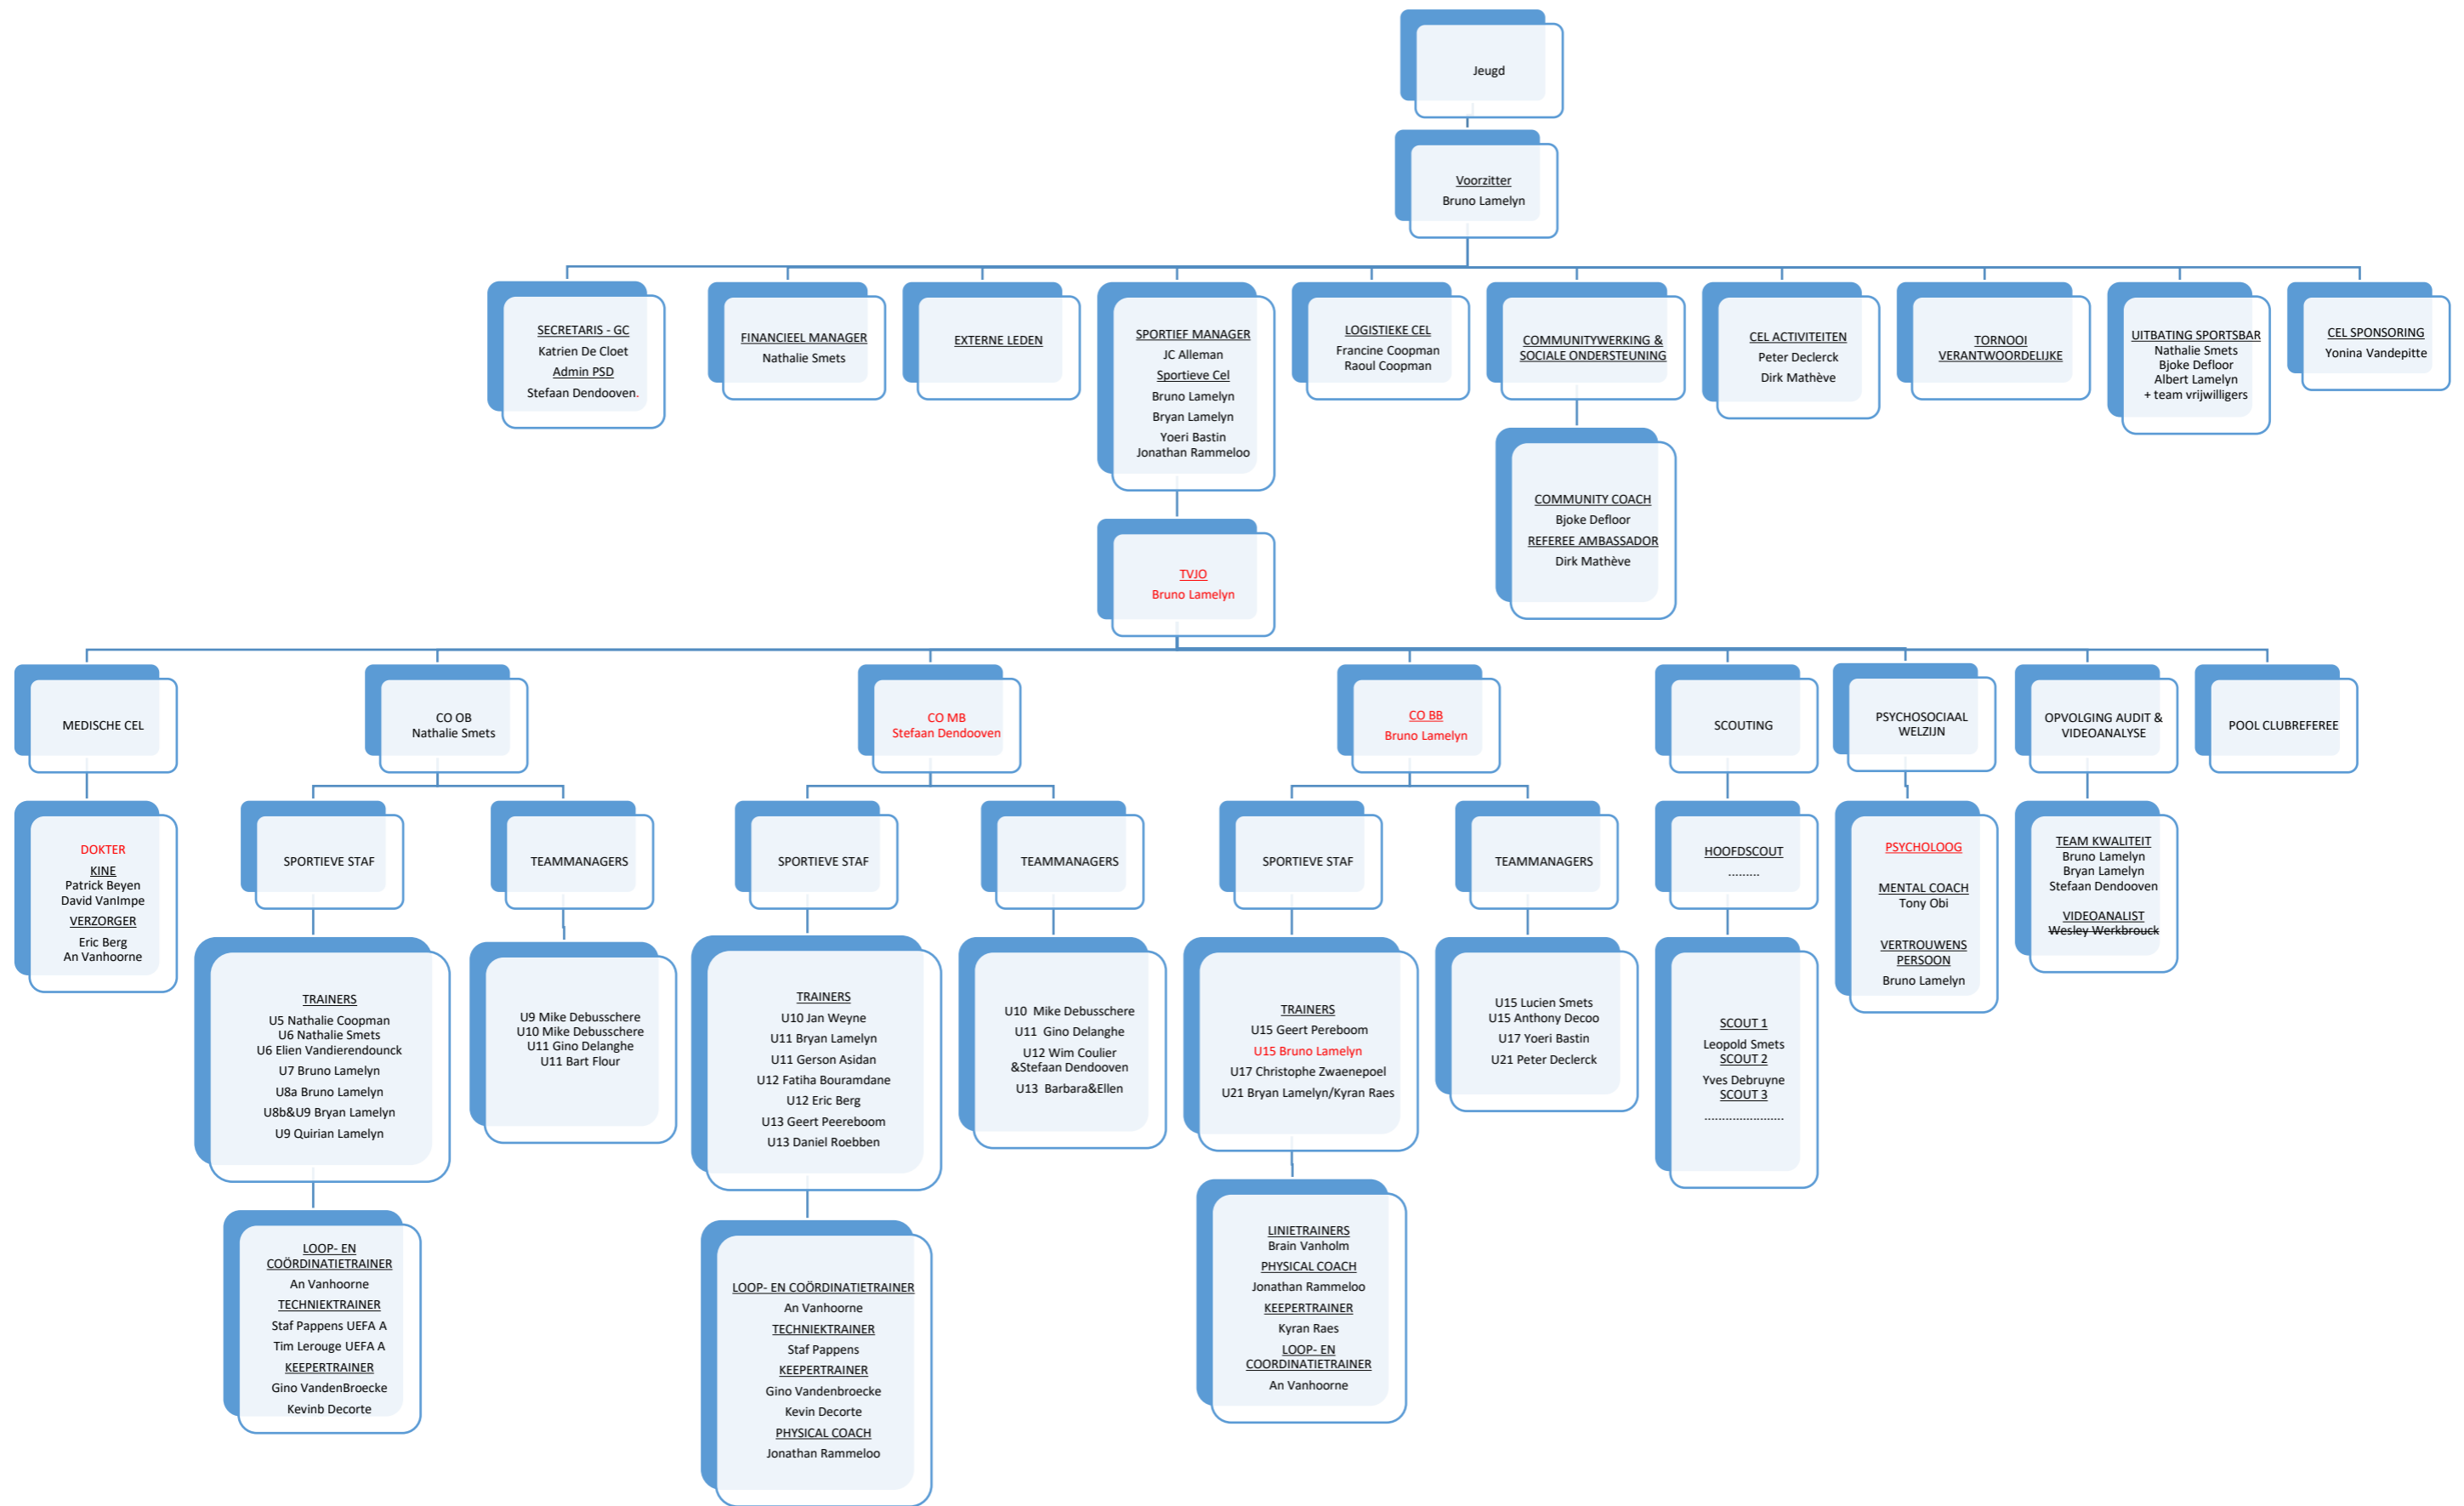 Jeugd
Voorzitter
Bruno Lamelyn
SECRETARIS - GC
Katrien De Cloet
Admin PSD
Stefaan Dendooven.
FINANCIEEL MANAGER
Nathalie Smets
EXTERNE LEDEN
SPORTIEF MANAGER
JC Alleman
Sportieve Cel
Bruno Lamelyn
Bryan Lamelyn
Yoeri Bastin
Jonathan Rammeloo
LOGISTIEKE CEL
Francine Coopman
Raoul Coopman
COMMUNITYWERKING &
SOCIALE ONDERSTEUNING
CEL ACTIVITEITEN
Peter Declerck
Dirk Mathève
TORNOOI
VERANTWOORDELIJKE
UITBATING SPORTSBAR
Nathalie Smets
Bjoke Defloor
Albert Lamelyn
+ team vrijwilligers
CEL SPONSORING
Yonina Vandepitte
COMMUNITY COACH
Bjoke Defloor
REFEREE AMBASSADOR
Dirk Mathève
TVJO
Bruno Lamelyn
MEDISCHE CEL
CO OB
Nathalie Smets
CO MB
Stefaan Dendooven
CO BB
Bruno Lamelyn
SCOUTING
PSYCHOSOCIAAL
WELZIJN
OPVOLGING AUDIT &
VIDEOANALYSE
POOL CLUBREFEREE
DOKTER
KINE
Patrick Beyen
David VanImpe
VERZORGER
Eric Berg
An Vanhoorne
SPORTIEVE STAF
TEAMMANAGERS
SPORTIEVE STAF
TEAMMANAGERS
SPORTIEVE STAF
TEAMMANAGERS
HOOFDSCOUT
.........
PSYCHOLOOG
MENTAL COACH
Tony Obi
VERTROUWENS
PERSOON
Bruno Lamelyn
TEAM KWALITEIT
Bruno Lamelyn
Bryan Lamelyn
Stefaan Dendooven
VIDEOANALIST
Wesley Werkbrouck
TRAINERS
U5 Nathalie Coopman
U6 Nathalie Smets
U6 Elien Vandierendounck
U7 Bruno Lamelyn
U8a Bruno Lamelyn
U8b&U9 Bryan Lamelyn
U9 Quirian Lamelyn
U9 Mike Debusschere
U10 Mike Debusschere
U11 Gino Delanghe
U11 Bart Flour
TRAINERS
U10 Jan Weyne
U11 Bryan Lamelyn
U11 Gerson Asidan
U12 Fatiha Bouramdane
U12 Eric Berg
U13 Geert Peereboom
U13 Daniel Roebben
U10 Mike Debusschere
U11 Gino Delanghe
U12 Wim Coulier
&Stefaan Dendooven
U13 Barbara&Ellen
TRAINERS
U15 Geert Pereboom
U15 Bruno Lamelyn
U17 Christophe Zwaenepoel
U21 Bryan Lamelyn/Kyran Raes
U15 Lucien Smets
U15 Anthony Decoo
U17 Yoeri Bastin
U21 Peter Declerck
SCOUT 1
Leopold Smets
SCOUT 2
Yves Debruyne
SCOUT 3
......................
LOOP- EN
COÖRDINATIETRAINER
An Vanhoorne
TECHNIEKTRAINER
Staf Pappens UEFA A
Tim Lerouge UEFA A
KEEPERTRAINER
Gino VandenBroecke
Kevinb Decorte
LOOP- EN COÖRDINATIETRAINER
An Vanhoorne
TECHNIEKTRAINER
Staf Pappens
KEEPERTRAINER
Gino Vandenbroecke
Kevin Decorte
PHYSICAL COACH
Jonathan Rammeloo
LINIETRAINERS
Brain Vanholm
PHYSICAL COACH
Jonathan Rammeloo
KEEPERTRAINER
Kyran Raes
LOOP- EN
COORDINATIETRAINER
An Vanhoorne